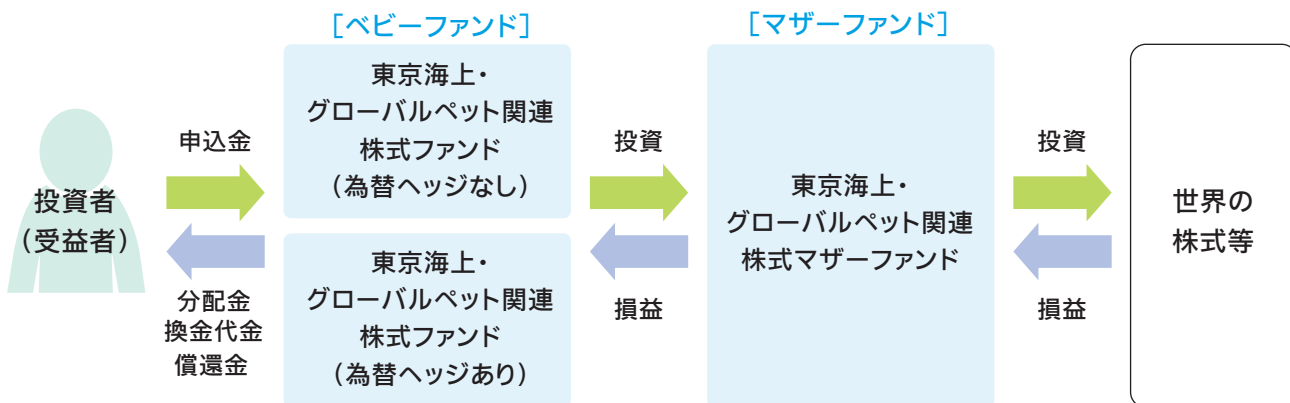 ［ベビーファンド］
東京海上・
グローバルペット関連
株式ファンド
（為替ヘッジなし）
東京海上・
グローバルペット関連
株式ファンド
（為替ヘッジあり）
［マザーファンド］
東京海上・
グローバルペット関連
株式マザーファンド
世界の
株式等
投資者
（受益者）
申込金
分配金
換金代金
償還金
投資
損益
投資
損益